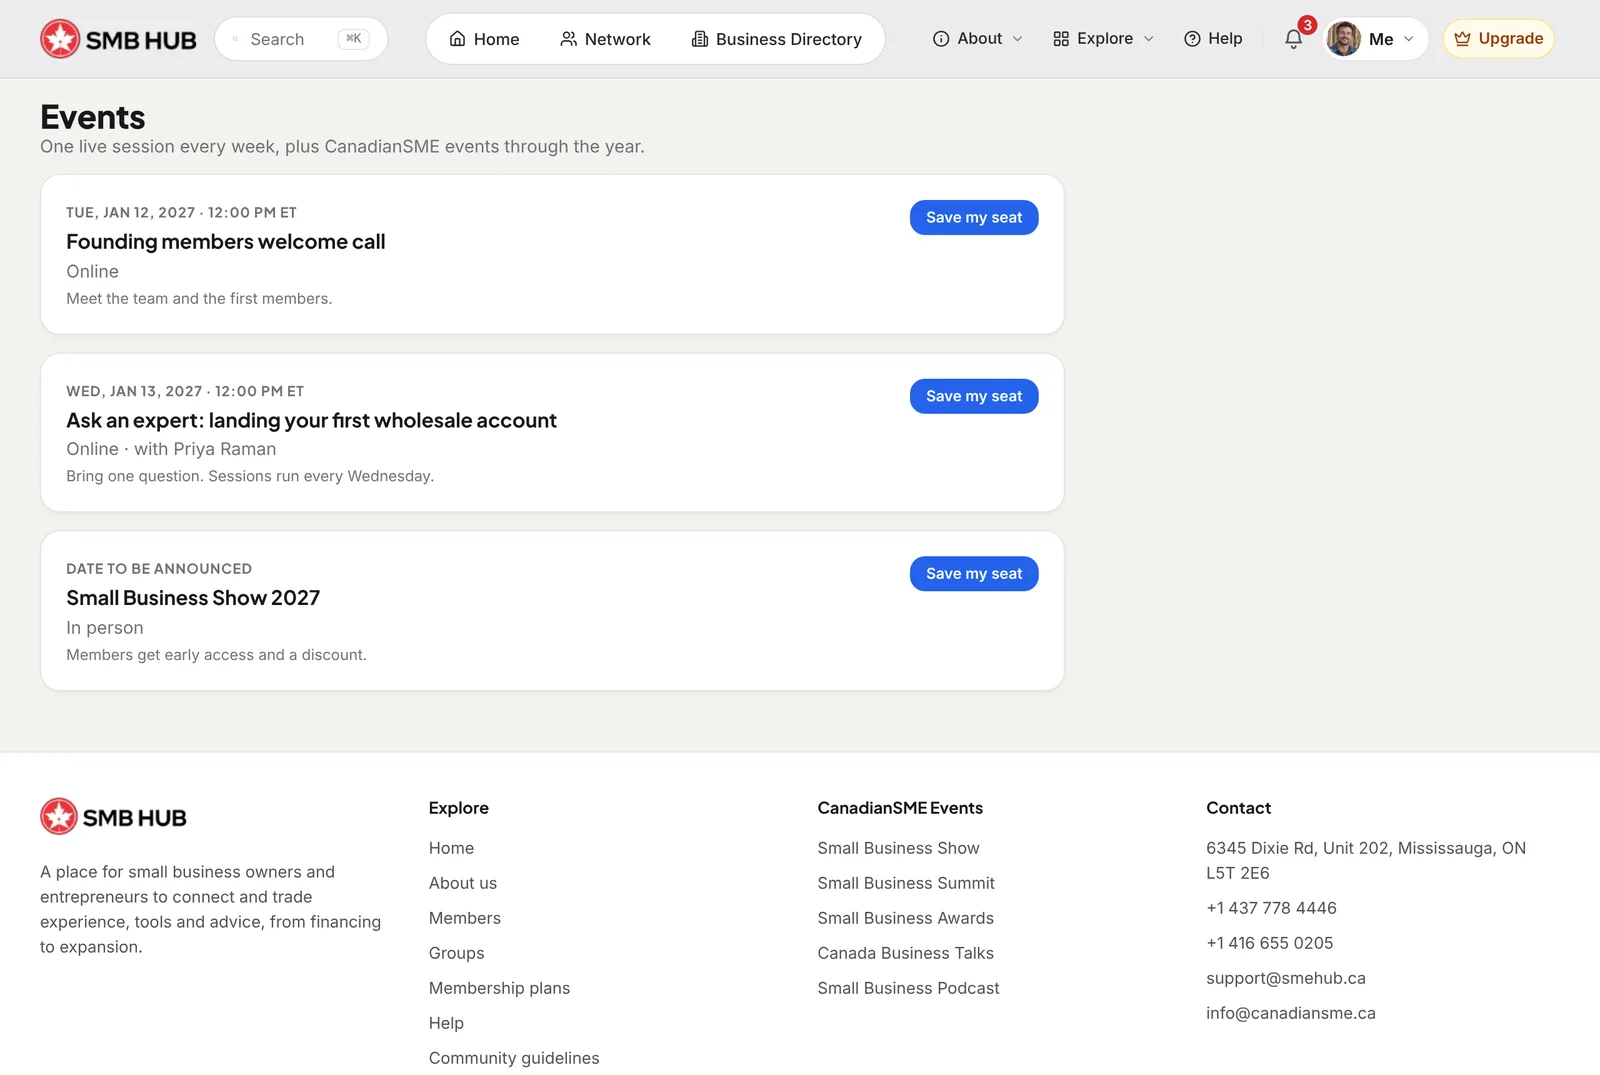 SMB HUB
Search ⌘K
Home
Network
Business Directory
About
Explore
Help
3
Me
Upgrade
Events
One live session every week, plus CanadianSME events through the year.
TUE, JAN 12, 2027 · 12:00 PM ET
Save my seat
Founding members welcome call
Online
Meet the team and the first members.
WED, JAN 13, 2027 · 12:00 PM ET
Save my seat
Ask an expert: landing your first wholesale account
Online · with Priya Raman
Bring one question. Sessions run every Wednesday.
DATE TO BE ANNOUNCED
Save my seat
Small Business Show 2027
In person
Members get early access and a discount.
SMB HUB
A place for small business owners and
entrepreneurs to connect and trade
experience, tools and advice, from financing
to expansion.
Explore
Home
About us
Members
Groups
Membership plans
Help
Community guidelines
CanadianSME Events
Small Business Show
Small Business Summit
Small Business Awards
Canada Business Talks
Small Business Podcast
Contact
6345 Dixie Rd, Unit 202, Mississauga, ON
L5T 2E6
+1 437 778 4446
+1 416 655 0205
support@smehub.ca
info@canadiansme.ca